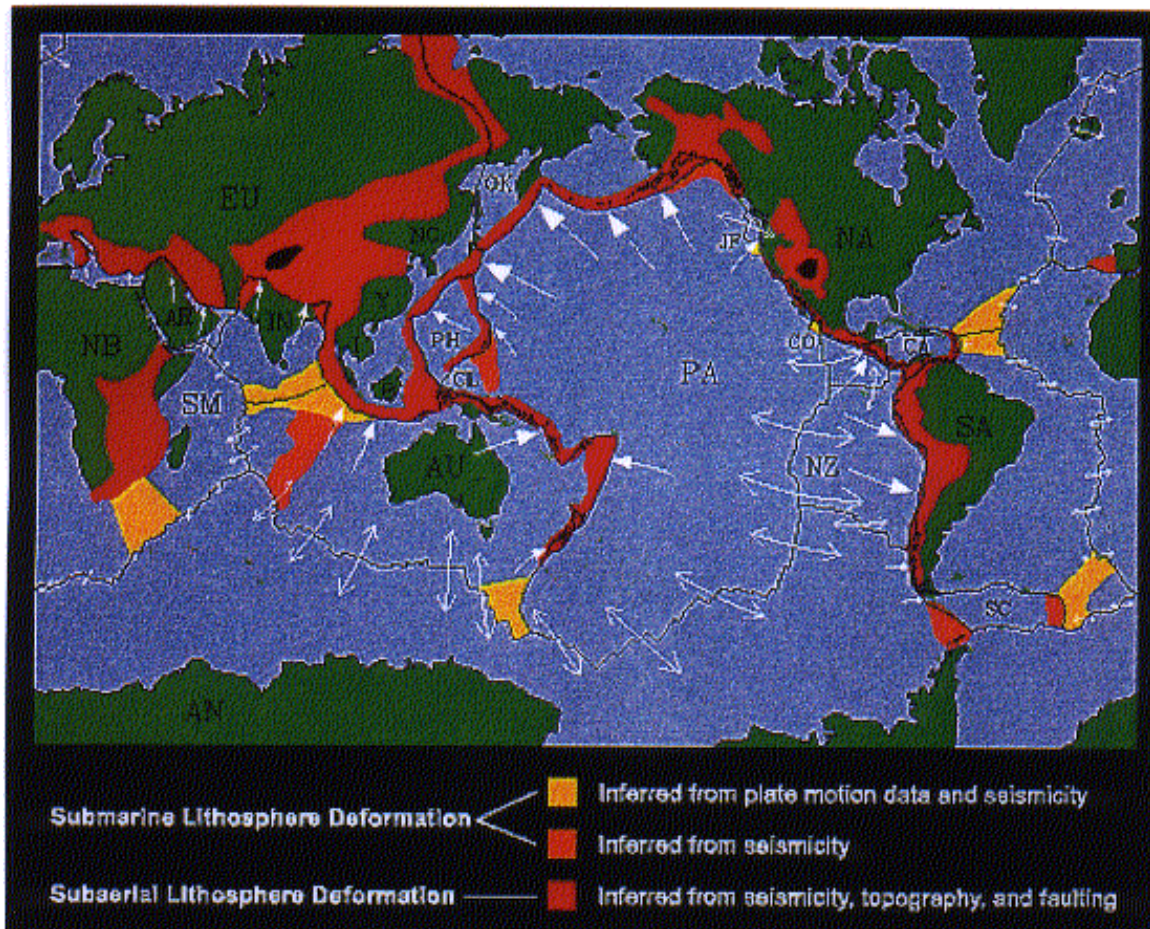 OK
EU
NA
NC
JF
AR
IN
Y
NB
PH
CO
CA
I
PA
CL
SM
SA
AU
NZ
SC
AN
Submarine Lithosphere Deformation
Inferred from plate motion data and seismicity
Inferred from seismicity
Subaerial Lithosphere Deformation
Inferred from seismicity, topography, and faulting